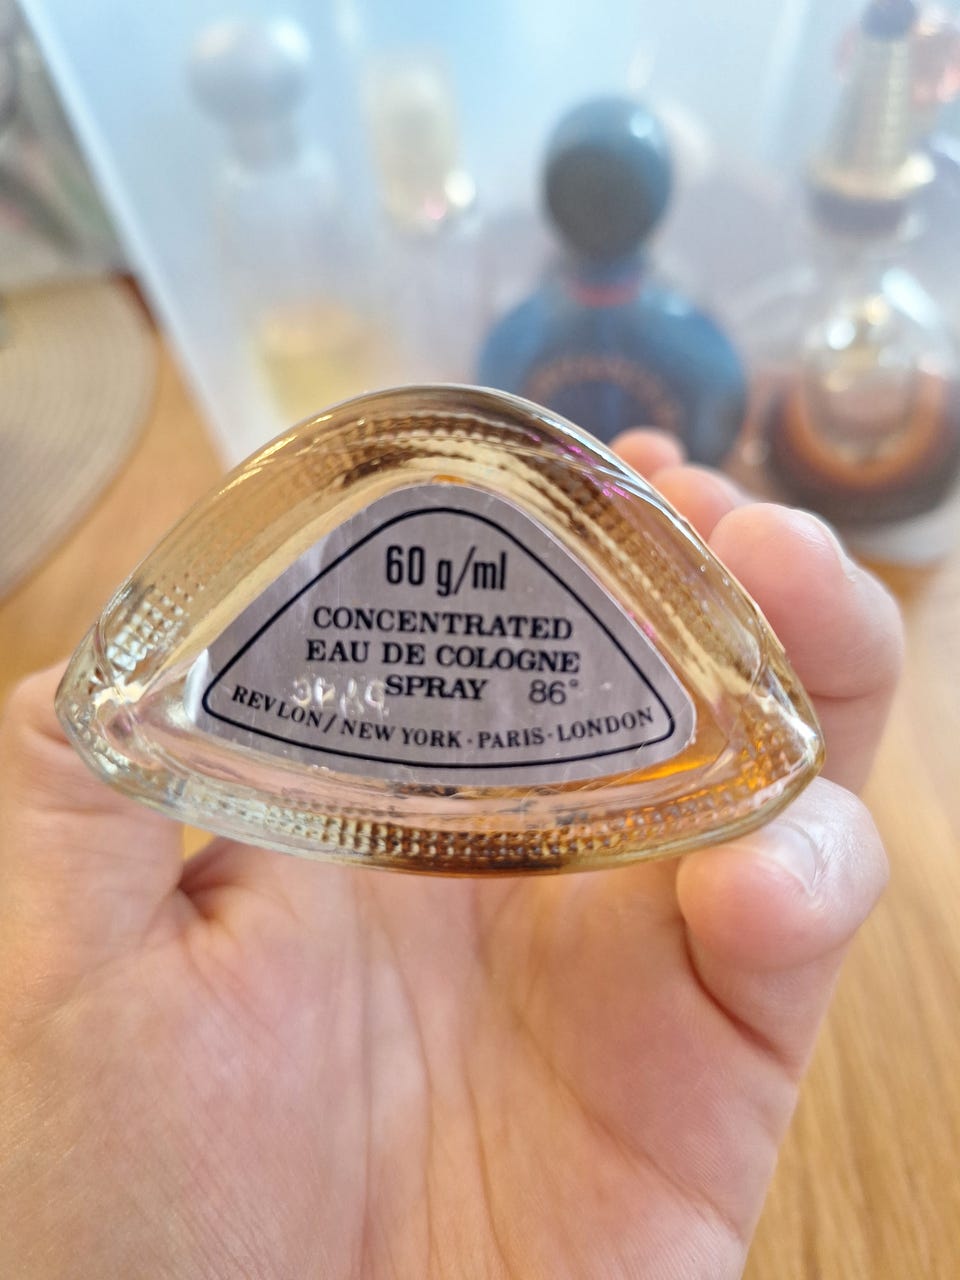 60 g/ml
CONCENTRATED
EAU DE COLOGNE
SPRAY 86°
REVLON / NEW YORK · PARIS · LONDON